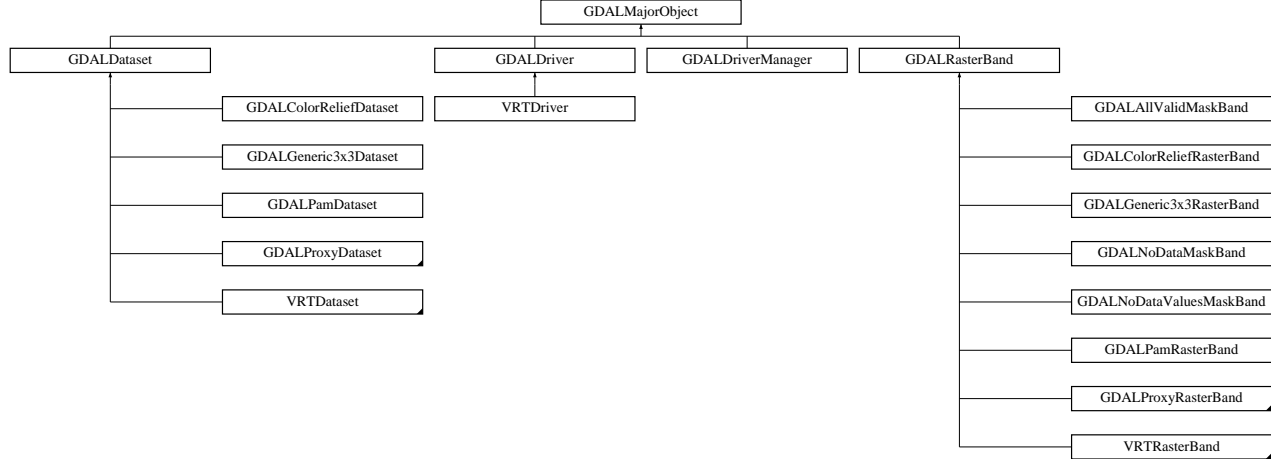 GDALMajorObject
GDALDataset
GDALDriver
GDALDriverManager
GDALRasterBand
GDALColorReliefDataset
VRTDriver
GDALAllValidMaskBand
GDALGeneric3x3Dataset
GDALColorReliefRasterBand
GDALPamDataset
GDALGeneric3x3RasterBand
GDALProxyDataset
GDALNoDataMaskBand
VRTDataset
GDALNoDataValuesMaskBand
GDALPamRasterBand
GDALProxyRasterBand
VRTRasterBand